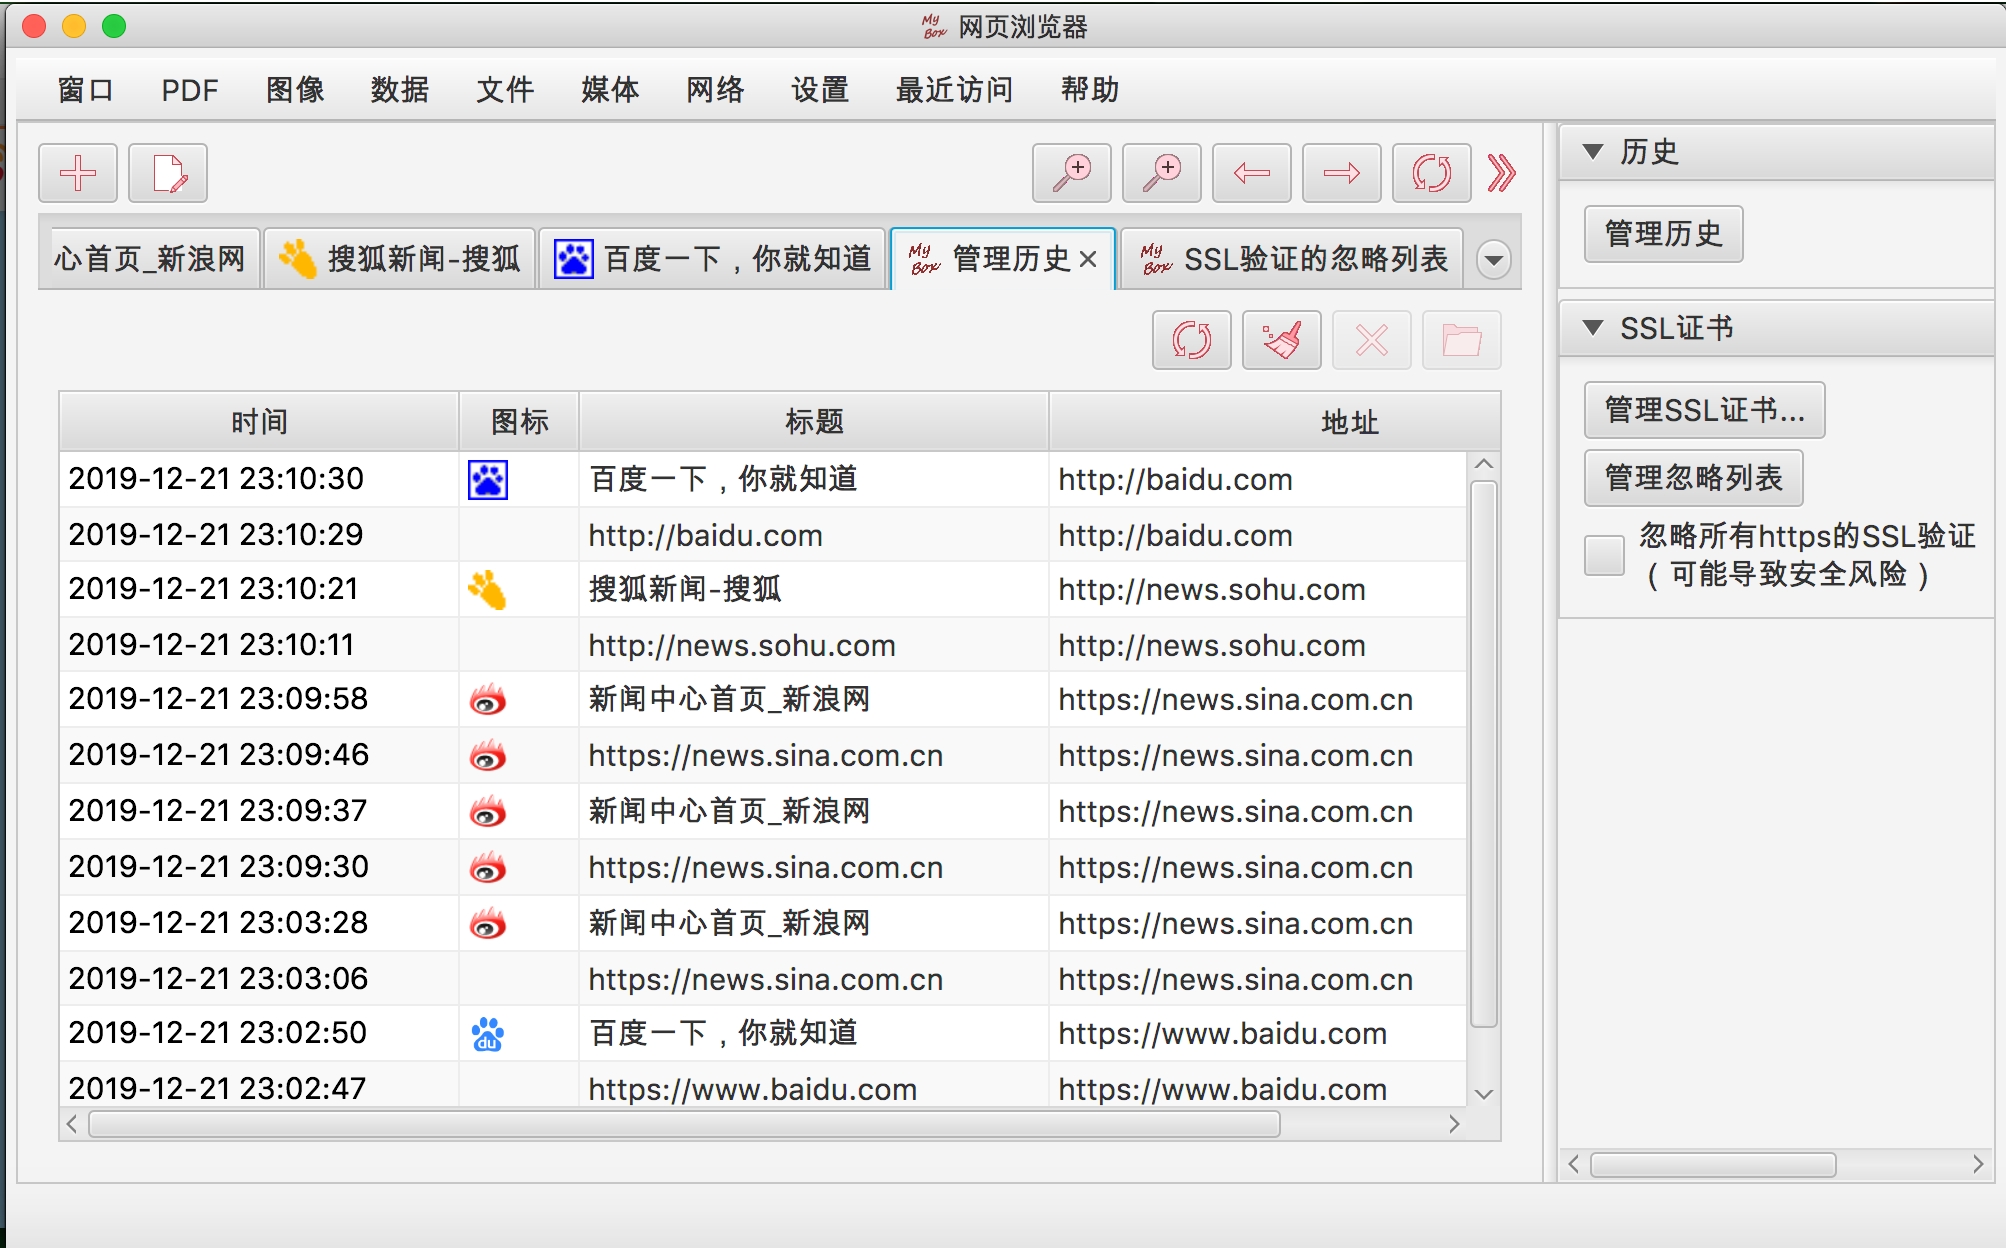 My Box 网页浏览器
窗口 PDF 图像 数据 文件 媒体 网络 设置 最近访问 帮助
心首页_新浪网 搜狐新闻-搜狐 百度一下，你就知道 My Box 管理历史 My Box SSL验证的忽略列表
时间 图标 标题 地址
2019-12-21 23:10:30 百度一下，你就知道 http://baidu.com
2019-12-21 23:10:29 http://baidu.com http://baidu.com
2019-12-21 23:10:21 搜狐新闻-搜狐 http://news.sohu.com
2019-12-21 23:10:11 http://news.sohu.com http://news.sohu.com
2019-12-21 23:09:58 新闻中心首页_新浪网 https://news.sina.com.cn
2019-12-21 23:09:46 https://news.sina.com.cn https://news.sina.com.cn
2019-12-21 23:09:37 新闻中心首页_新浪网 https://news.sina.com.cn
2019-12-21 23:09:30 https://news.sina.com.cn https://news.sina.com.cn
2019-12-21 23:03:28 新闻中心首页_新浪网 https://news.sina.com.cn
2019-12-21 23:03:06 https://news.sina.com.cn https://news.sina.com.cn
2019-12-21 23:02:50 du 百度一下，你就知道 https://www.baidu.com
2019-12-21 23:02:47 https://www.baidu.com https://www.baidu.com
历史
管理历史
SSL证书
管理SSL证书...
管理忽略列表
忽略所有https的SSL验证
（可能导致安全风险）